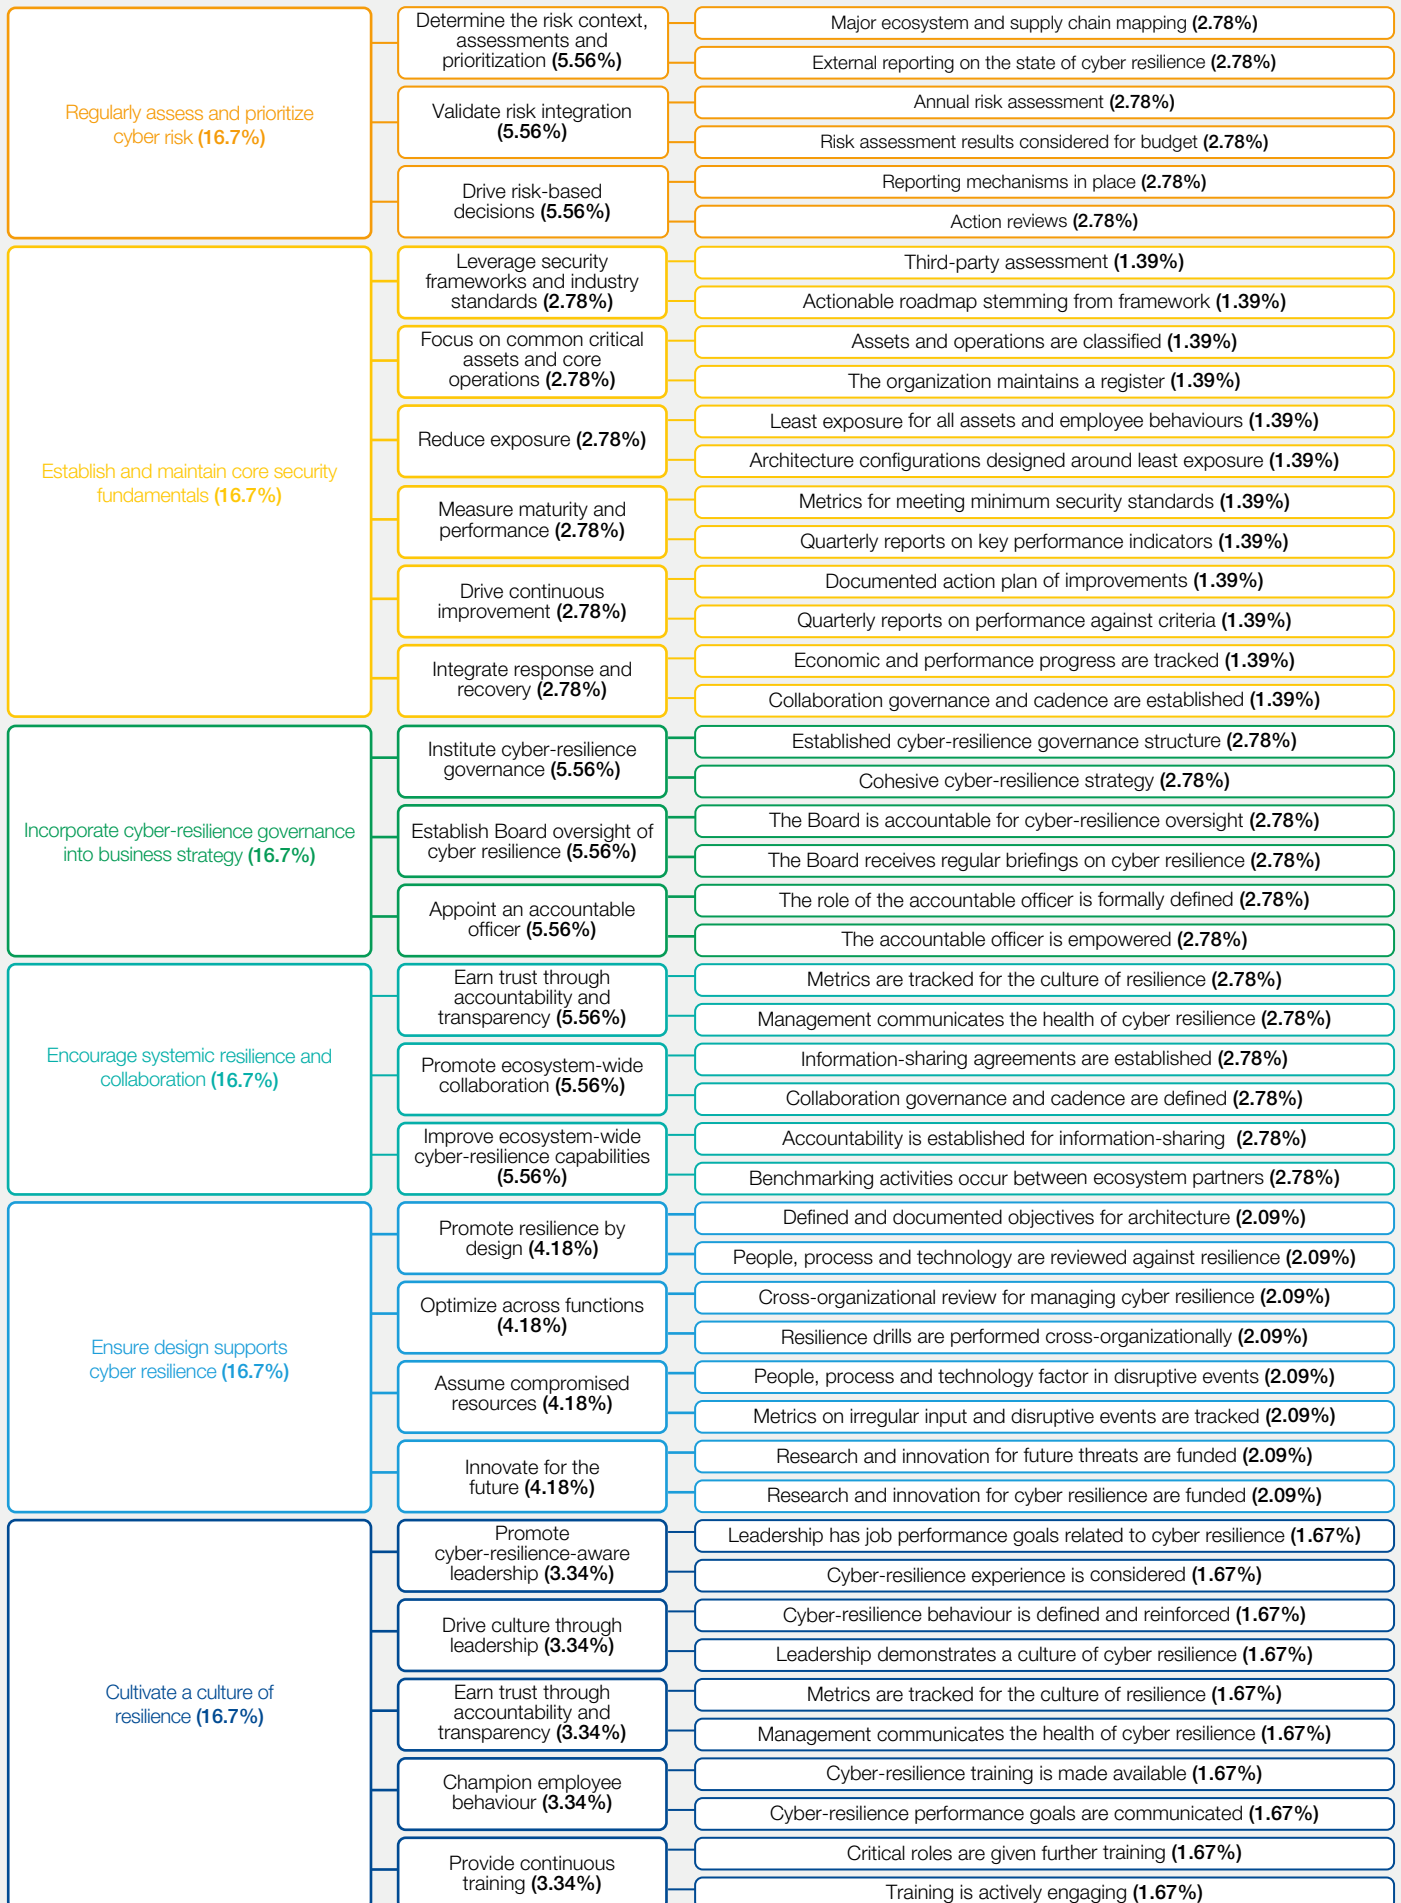 Regularly assess and prioritize
cyber risk (16.7%)
Determine the risk context,
assessments and
prioritization (5.56%)
Major ecosystem and supply chain mapping (2.78%)
External reporting on the state of cyber resilience (2.78%)
Validate risk integration
(5.56%)
Annual risk assessment (2.78%)
Risk assessment results considered for budget (2.78%)
Drive risk-based
decisions (5.56%)
Reporting mechanisms in place (2.78%)
Action reviews (2.78%)
Establish and maintain core security
fundamentals (16.7%)
Leverage security
frameworks and industry
standards (2.78%)
Third-party assessment (1.39%)
Actionable roadmap stemming from framework (1.39%)
Focus on common critical
assets and core
operations (2.78%)
Assets and operations are classified (1.39%)
The organization maintains a register (1.39%)
Reduce exposure (2.78%)
Least exposure for all assets and employee behaviours (1.39%)
Architecture configurations designed around least exposure (1.39%)
Measure maturity and
performance (2.78%)
Metrics for meeting minimum security standards (1.39%)
Quarterly reports on key performance indicators (1.39%)
Drive continuous
improvement (2.78%)
Documented action plan of improvements (1.39%)
Quarterly reports on performance against criteria (1.39%)
Integrate response and
recovery (2.78%)
Economic and performance progress are tracked (1.39%)
Collaboration governance and cadence are established (1.39%)
Incorporate cyber-resilience governance
into business strategy (16.7%)
Institute cyber-resilience
governance (5.56%)
Established cyber-resilience governance structure (2.78%)
Cohesive cyber-resilience strategy (2.78%)
Establish Board oversight of
cyber resilience (5.56%)
The Board is accountable for cyber-resilience oversight (2.78%)
The Board receives regular briefings on cyber resilience (2.78%)
Appoint an accountable
officer (5.56%)
The role of the accountable officer is formally defined (2.78%)
The accountable officer is empowered (2.78%)
Encourage systemic resilience and
collaboration (16.7%)
Earn trust through
accountability and
transparency (5.56%)
Metrics are tracked for the culture of resilience (2.78%)
Management communicates the health of cyber resilience (2.78%)
Promote ecosystem-wide
collaboration (5.56%)
Information-sharing agreements are established (2.78%)
Collaboration governance and cadence are defined (2.78%)
Improve ecosystem-wide
cyber-resilience capabilities
(5.56%)
Accountability is established for information-sharing (2.78%)
Benchmarking activities occur between ecosystem partners (2.78%)
Ensure design supports
cyber resilience (16.7%)
Promote resilience by
design (4.18%)
Defined and documented objectives for architecture (2.09%)
People, process and technology are reviewed against resilience (2.09%)
Optimize across functions
(4.18%)
Cross-organizational review for managing cyber resilience (2.09%)
Resilience drills are performed cross-organizationally (2.09%)
Assume compromised
resources (4.18%)
People, process and technology factor in disruptive events (2.09%)
Metrics on irregular input and disruptive events are tracked (2.09%)
Innovate for the
future (4.18%)
Research and innovation for future threats are funded (2.09%)
Research and innovation for cyber resilience are funded (2.09%)
Cultivate a culture of
resilience (16.7%)
Promote
cyber-resilience-aware
leadership (3.34%)
Leadership has job performance goals related to cyber resilience (1.67%)
Cyber-resilience experience is considered (1.67%)
Drive culture through
leadership (3.34%)
Cyber-resilience behaviour is defined and reinforced (1.67%)
Leadership demonstrates a culture of cyber resilience (1.67%)
Earn trust through
accountability and
transparency (3.34%)
Metrics are tracked for the culture of resilience (1.67%)
Management communicates the health of cyber resilience (1.67%)
Champion employee
behaviour (3.34%)
Cyber-resilience training is made available (1.67%)
Cyber-resilience performance goals are communicated (1.67%)
Provide continuous
training (3.34%)
Critical roles are given further training (1.67%)
Training is actively engaging (1.67%)